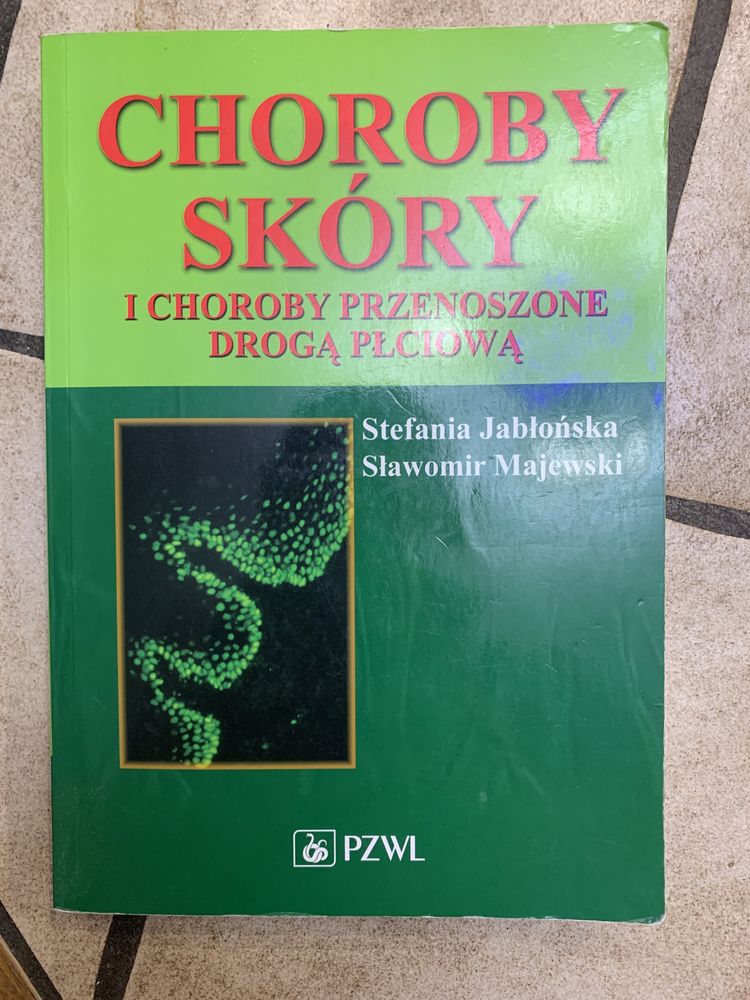 CHOROBY
SKÓRY
I CHOROBY PRZENOSZONE
DROGĄ PŁCIOWĄ
Stefania Jabłońska
Sławomir Majewski
PZWL